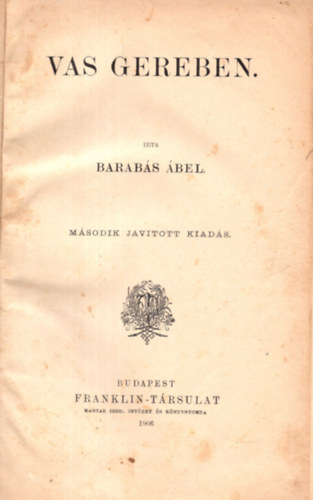 VAS GEREBEN.
IRTA
BARABÁS ÁBEL.
MÁSODIK JAVITOTT KIADÁS.
BUDAPEST
FRANKLIN-TÁRSULAT
MAGYAR IROD. INTÉZET ÉS KÖNYVNYOMDA
1906